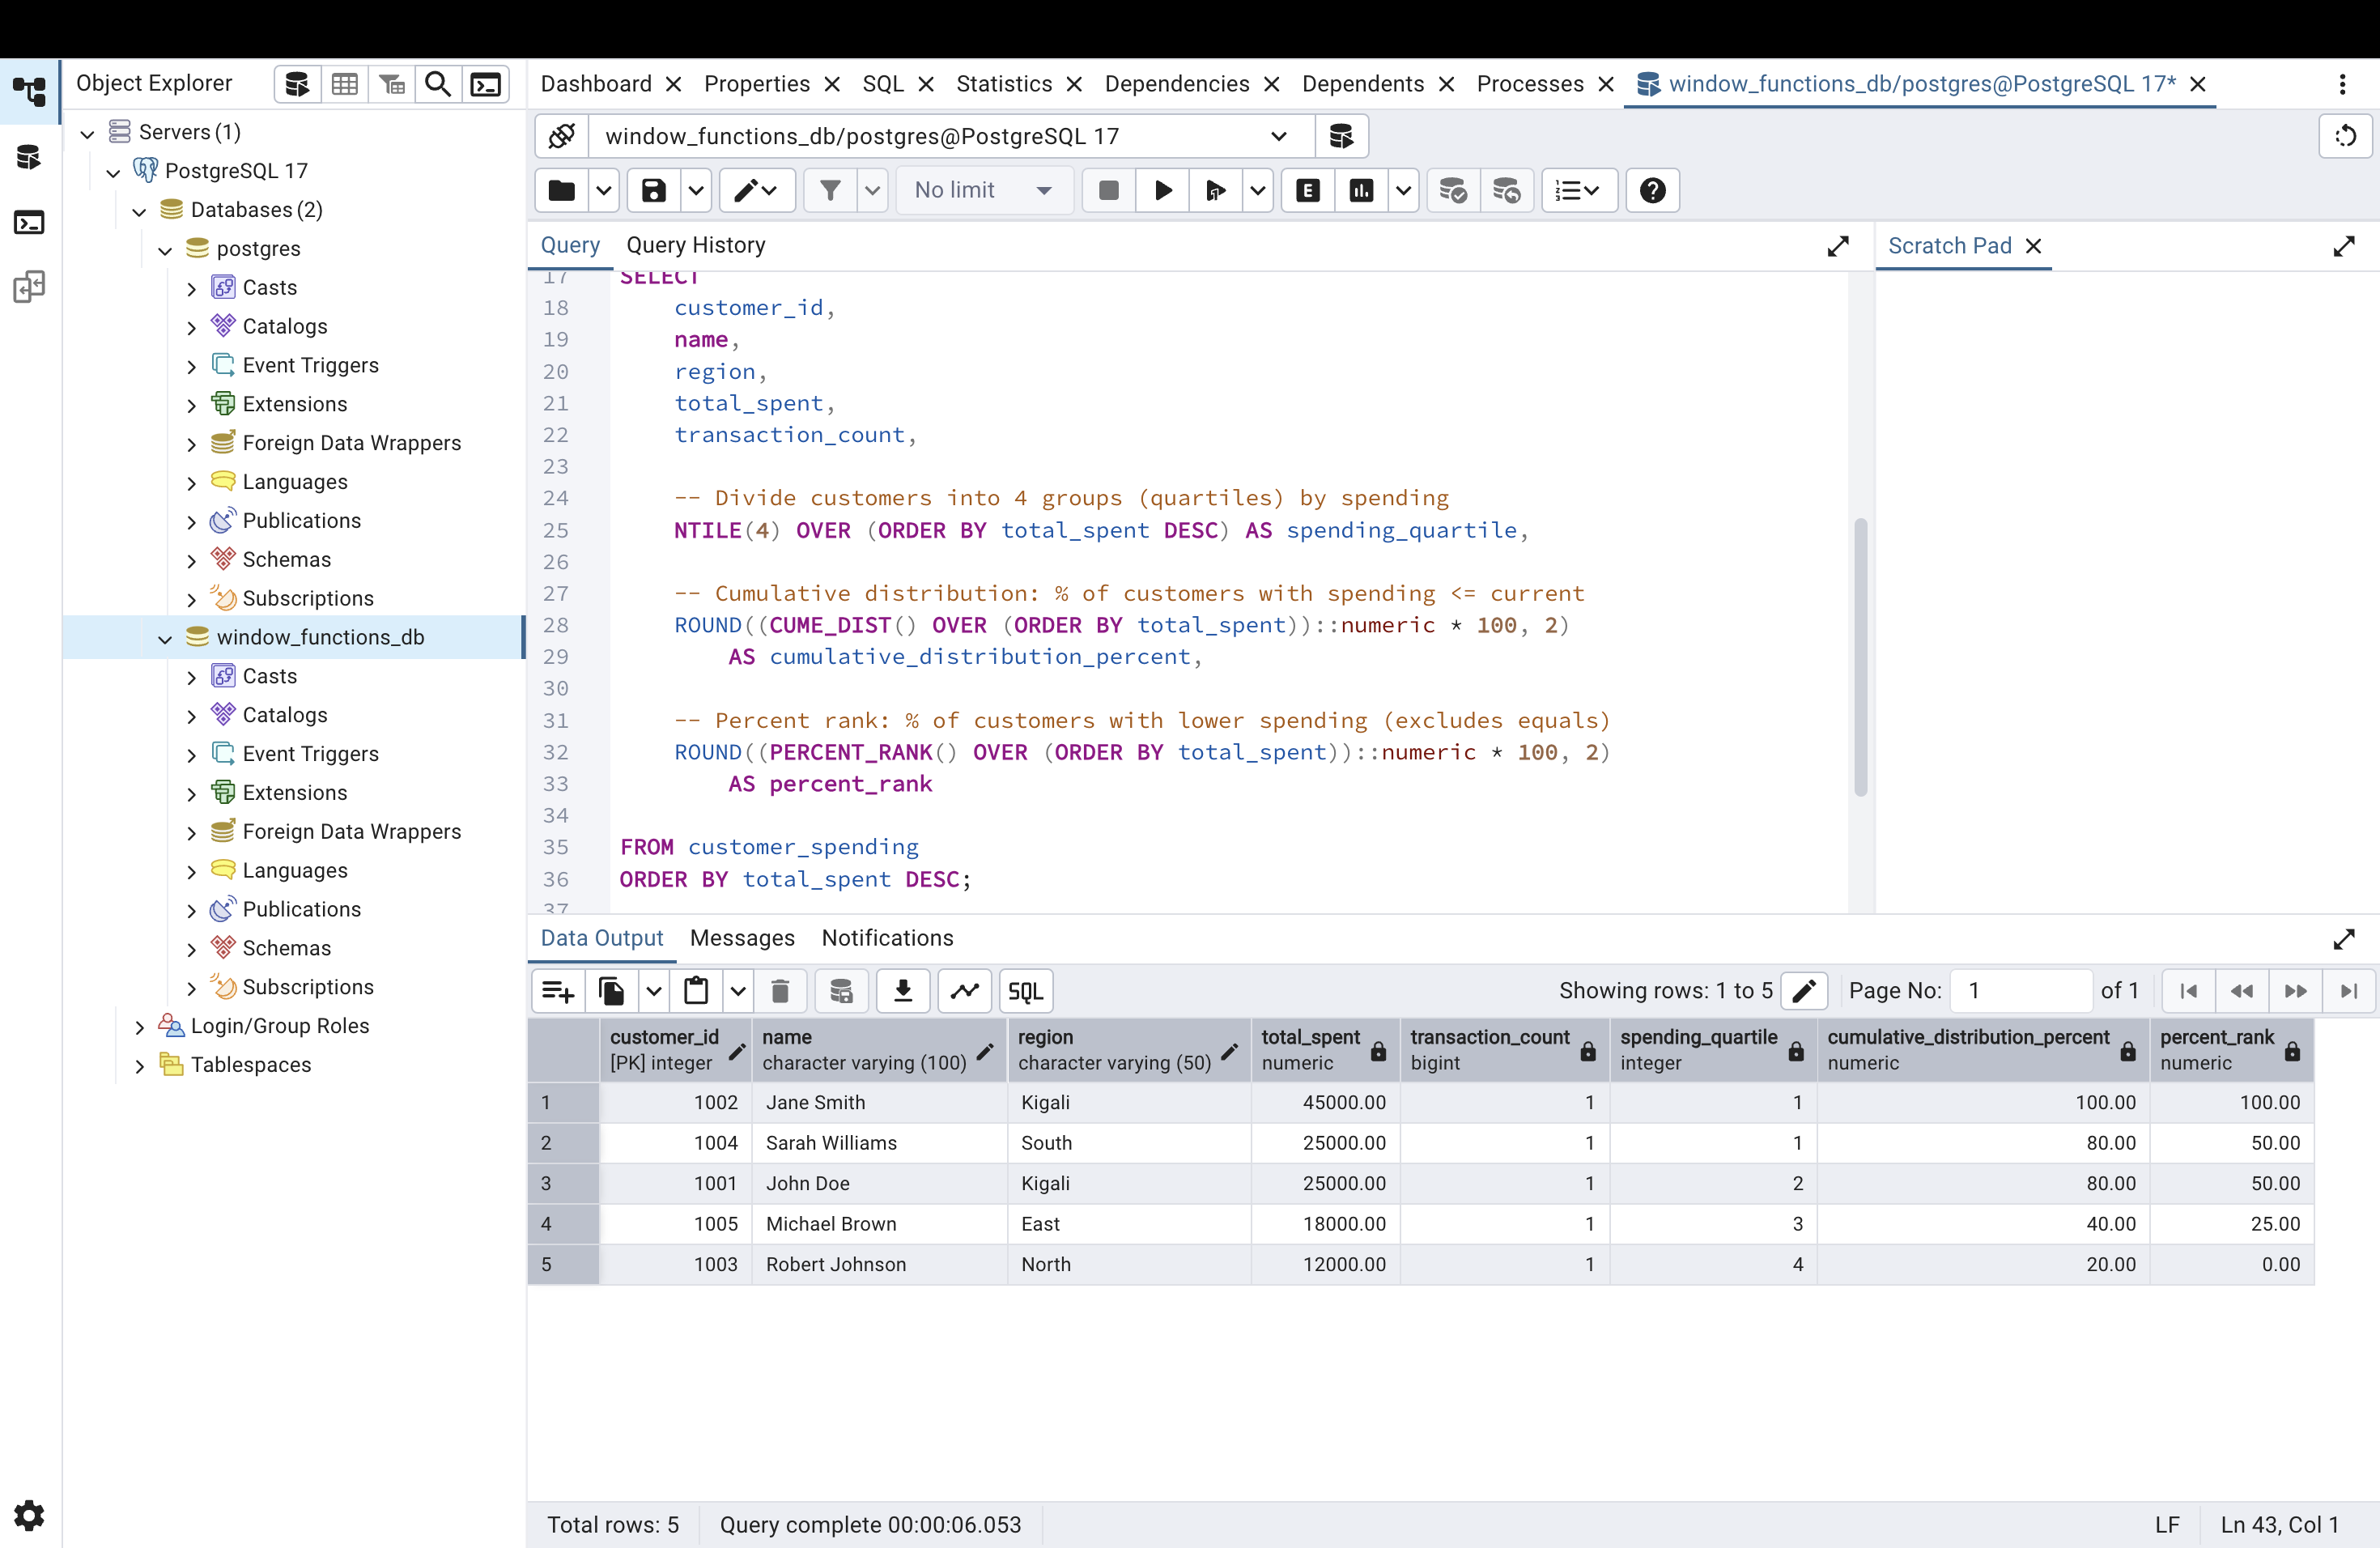 Object Explorer
Servers (1)
PostgreSQL 17
Databases (2)
postgres
Casts
Catalogs
Event Triggers
Extensions
Foreign Data Wrappers
Languages
Publications
Schemas
Subscriptions
window_functions_db
Casts
Catalogs
Event Triggers
Extensions
Foreign Data Wrappers
Languages
Publications
Schemas
Subscriptions
Login/Group Roles
Tablespaces
Dashboard Properties SQL Statistics Dependencies Dependents Processes window_functions_db/postgres@PostgreSQL 17*
window_functions_db/postgres@PostgreSQL 17
No limit E
Query Query History Scratch Pad
17 SELECT
18 customer_id,
19 name,
20 region,
21 total_spent,
22 transaction_count,
23
24 -- Divide customers into 4 groups (quartiles) by spending
25 NTILE(4) OVER (ORDER BY total_spent DESC) AS spending_quartile,
26
27 -- Cumulative distribution: % of customers with spending <= current
28 ROUND((CUME_DIST() OVER (ORDER BY total_spent))::numeric * 100, 2)
29 AS cumulative_distribution_percent,
30
31 -- Percent rank: % of customers with lower spending (excludes equals)
32 ROUND((PERCENT_RANK() OVER (ORDER BY total_spent))::numeric * 100, 2)
33 AS percent_rank
34
35 FROM customer_spending
36 ORDER BY total_spent DESC;
37
Data Output Messages Notifications
SQL Showing rows: 1 to 5 Page No: 1 of 1
customer_id name region total_spent transaction_count spending_quartile cumulative_distribution_percent percent_rank
[PK] integer character varying (100) character varying (50) numeric bigint integer numeric numeric
1 1002 Jane Smith Kigali 45000.00 1 1 100.00 100.00
2 1004 Sarah Williams South 25000.00 1 1 80.00 50.00
3 1001 John Doe Kigali 25000.00 1 2 80.00 50.00
4 1005 Michael Brown East 18000.00 1 3 40.00 25.00
5 1003 Robert Johnson North 12000.00 1 4 20.00 0.00
Total rows: 5 Query complete 00:00:06.053 LF Ln 43, Col 1